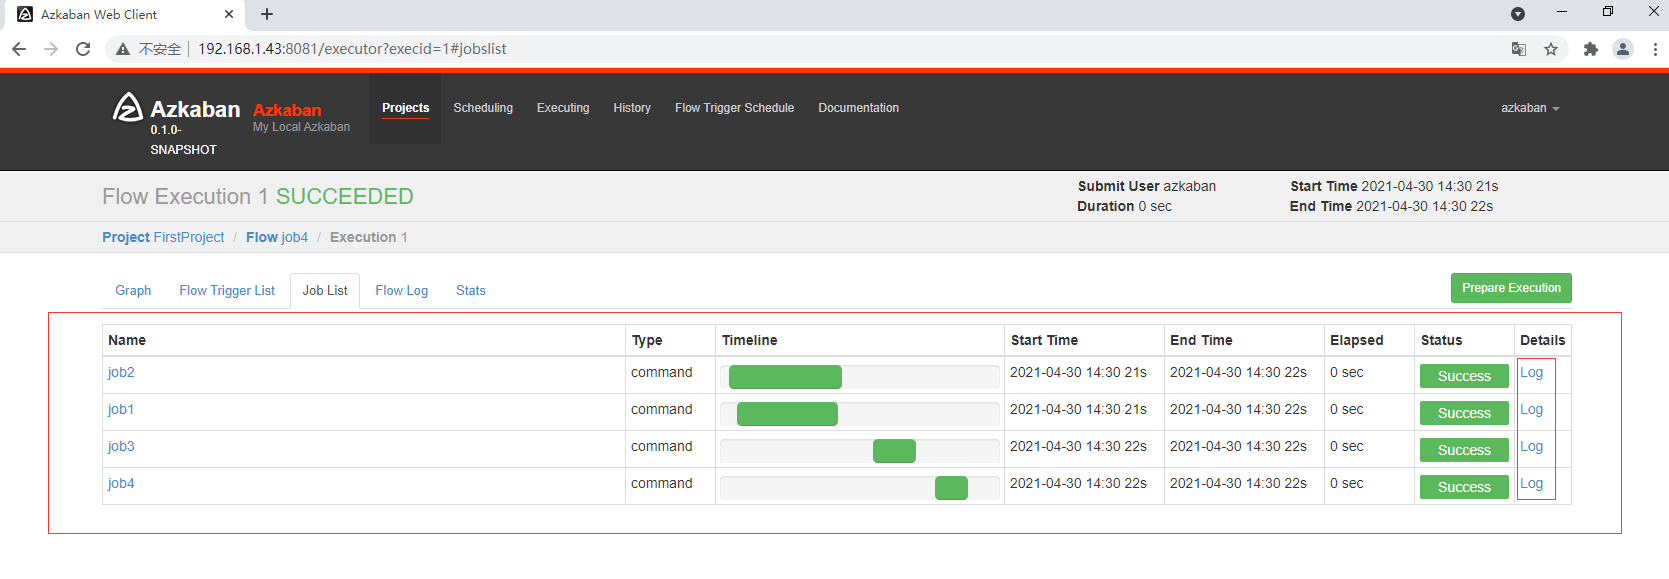 Azkaban Web Client
不安全 192.168.1.43:8081/executor?execid=1#jobslist
Azkaban
0.1.0-
SNAPSHOT
Azkaban
My Local Azkaban
Projects Scheduling Executing History Flow Trigger Schedule Documentation azkaban
Flow Execution 1 SUCCEEDED
Submit User azkaban
Duration 0 sec
Start Time 2021-04-30 14:30 21s
End Time 2021-04-30 14:30 22s
Project FirstProject / Flow job4 / Execution 1
Graph Flow Trigger List Job List Flow Log Stats Prepare Execution
Name Type Timeline Start Time End Time Elapsed Status Details
job2 command 2021-04-30 14:30 21s 2021-04-30 14:30 22s 0 sec Success Log
job1 command 2021-04-30 14:30 21s 2021-04-30 14:30 22s 0 sec Success Log
job3 command 2021-04-30 14:30 22s 2021-04-30 14:30 22s 0 sec Success Log
job4 command 2021-04-30 14:30 22s 2021-04-30 14:30 22s 0 sec Success Log